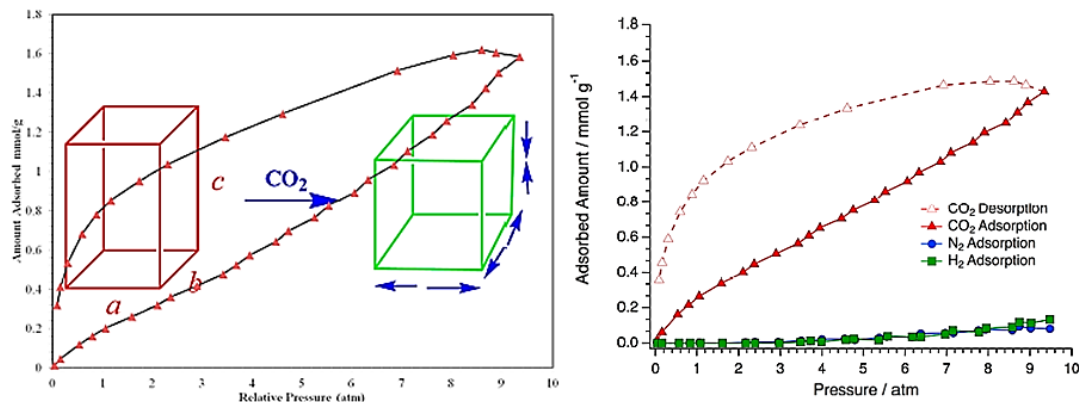 Amount Adsorbed mmol/g
1.8
1.6
1.4
1.2
1
0.8
0.6
0.4
0.2
0
0 1 2 3 4 5 6 7 8 9 10
Relative Pressure (atm)
a
b
c
CO₂
Adsorbed Amount / mmol g⁻¹
1.8
1.6
1.4
1.2
1.0
0.8
0.6
0.4
0.2
0.0
0 1 2 3 4 5 6 7 8 9 10
Pressure / atm
CO₂ Desorption
CO₂ Adsorption
N₂ Adsorption
H₂ Adsorption